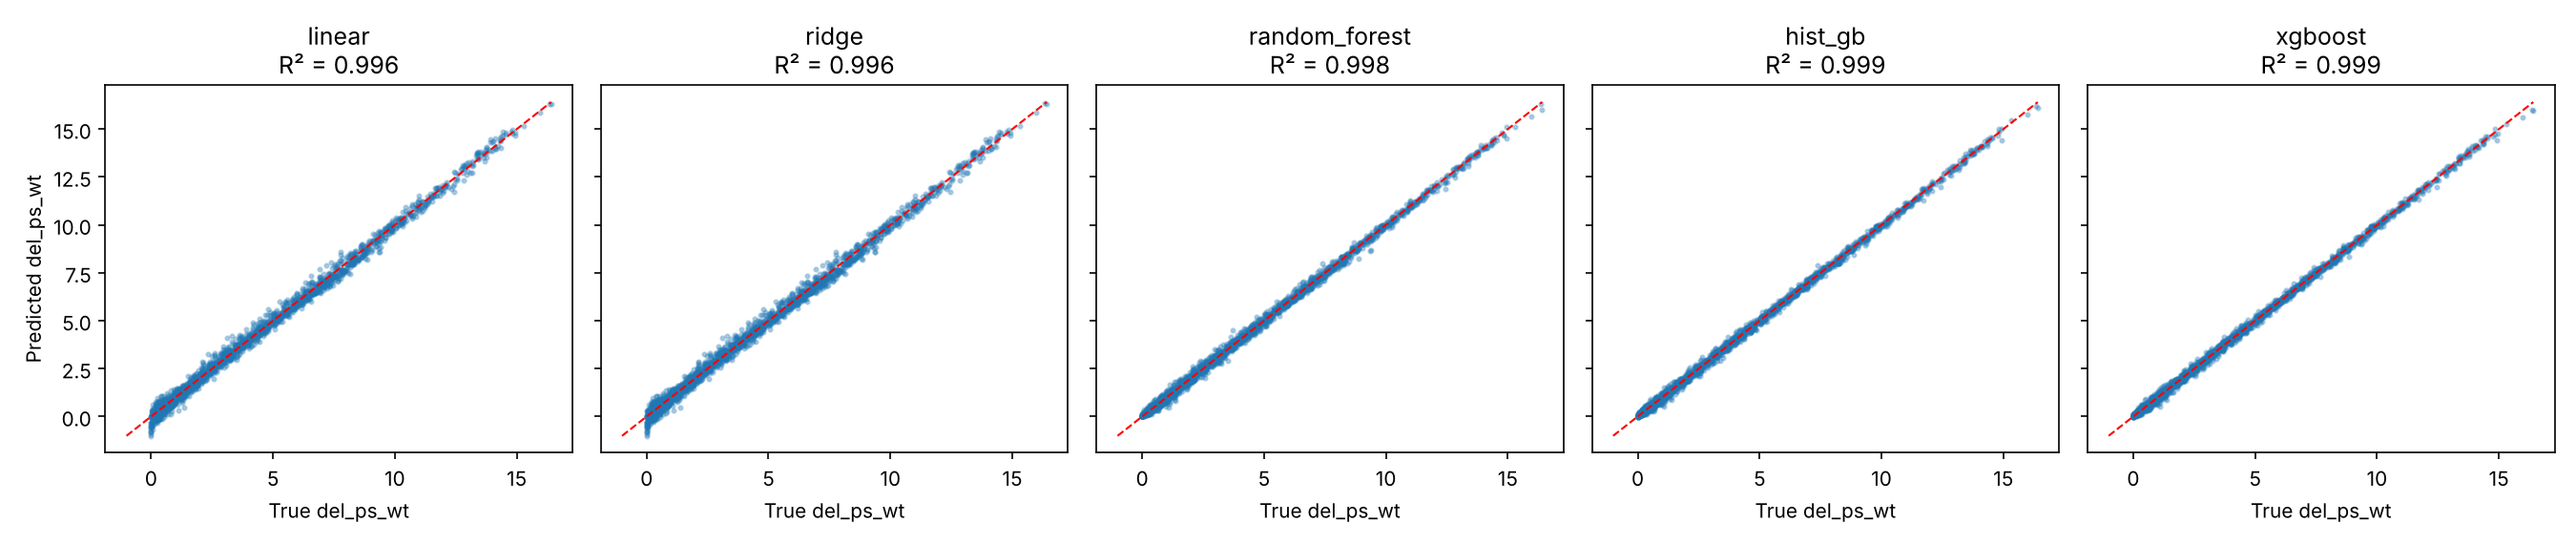 linear
R² = 0.996
ridge
R² = 0.996
random_forest
R² = 0.998
hist_gb
R² = 0.999
xgboost
R² = 0.999
Predicted del_ps_wt
15.0
12.5
10.0
7.5
5.0
2.5
0.0
0 5 10 15
0 5 10 15
0 5 10 15
0 5 10 15
0 5 10 15
True del_ps_wt
True del_ps_wt
True del_ps_wt
True del_ps_wt
True del_ps_wt